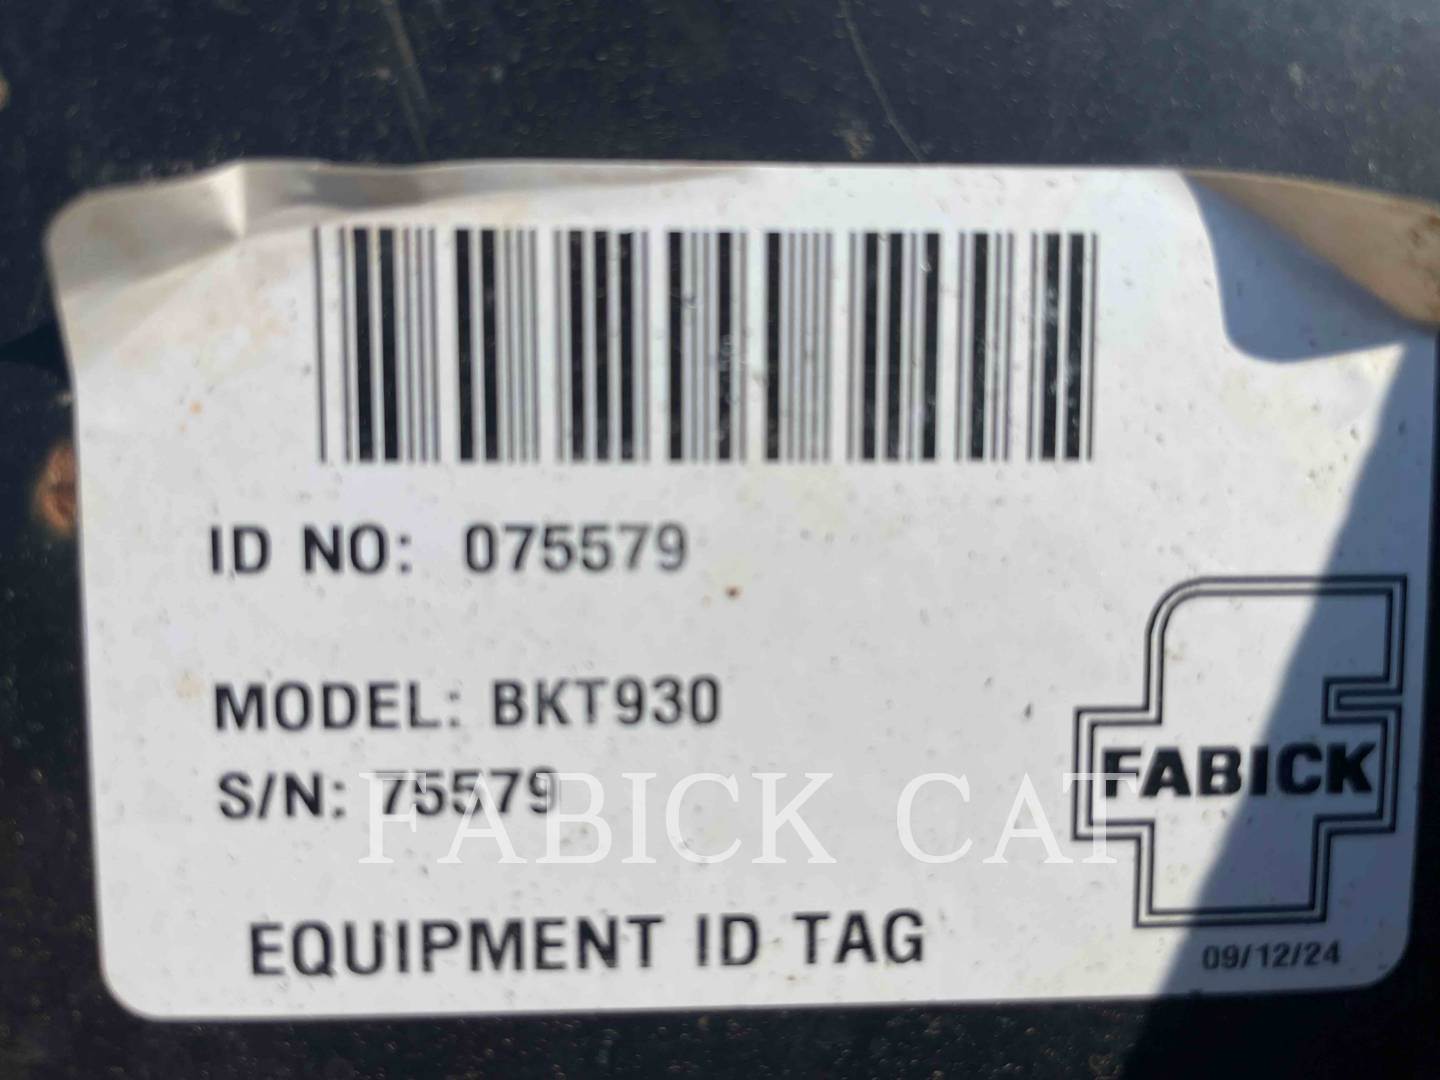 ID NO: 075579
MODEL: BKT930
S/N: 75579
FABICK CAT
FABICK
EQUIPMENT ID TAG
09/12/24